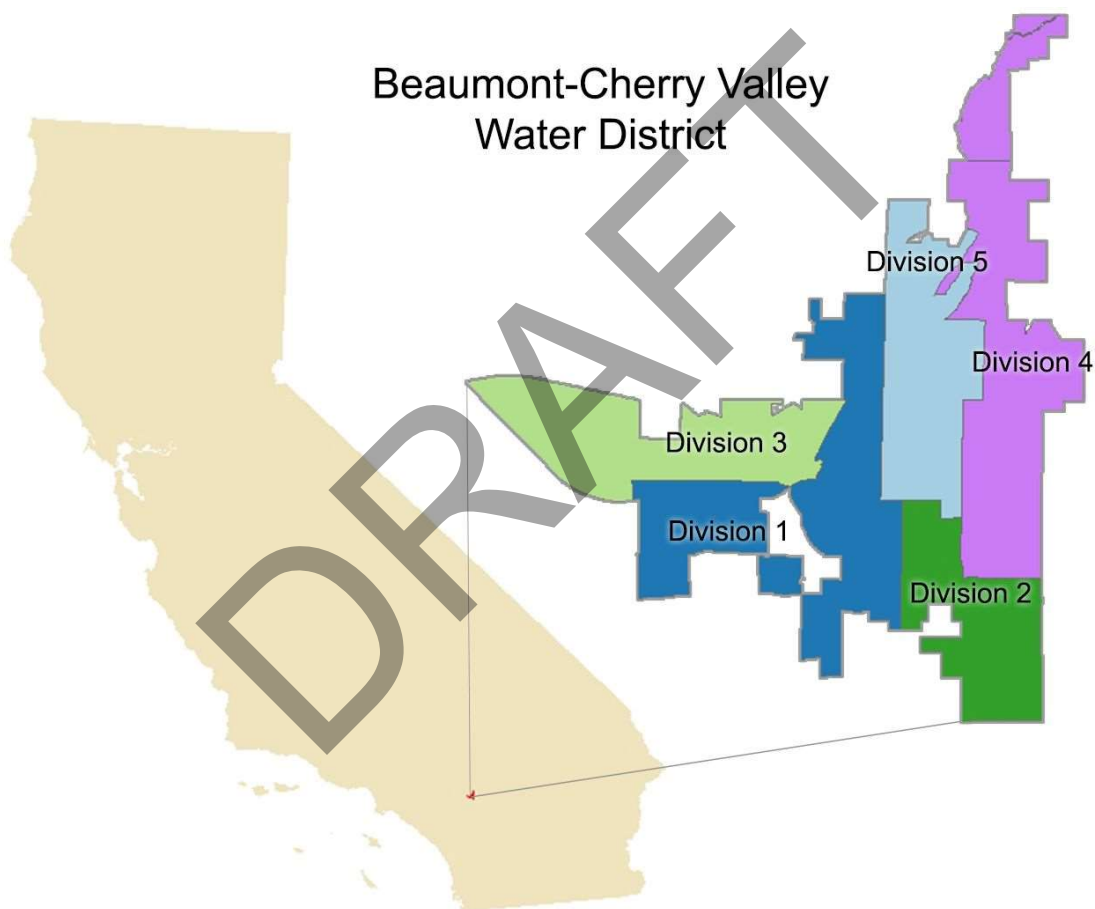 Beaumont-Cherry Valley
Water District
DRAFT
Division 5
Division 4
Division 3
Division 1
Division 2